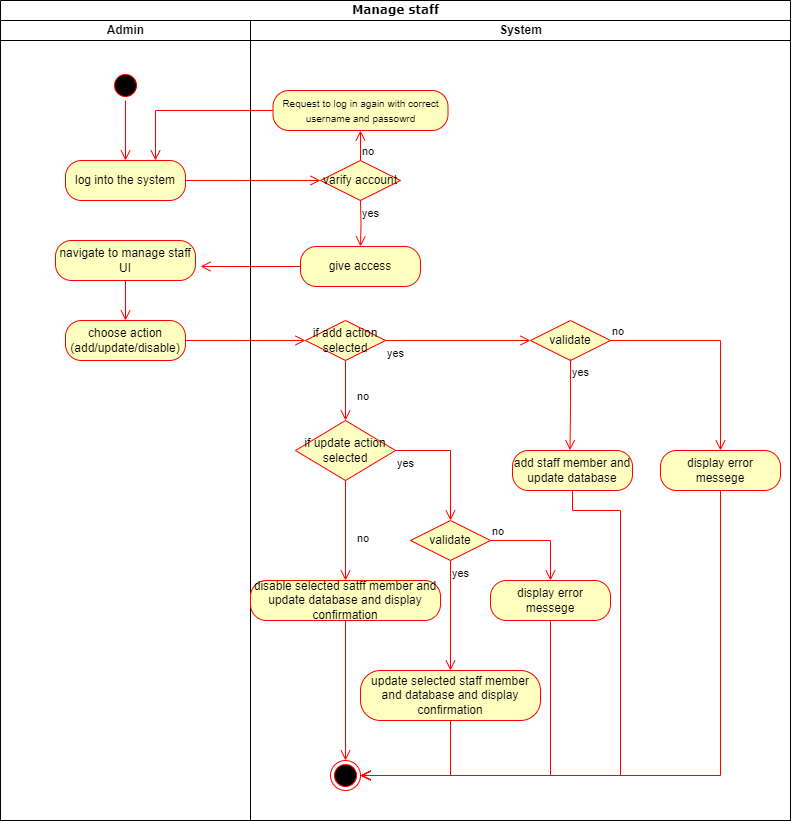 Manage staff
Admin
System
Request to log in again with correct
username and passowrd
no
log into the system
varify account
yes
navigate to manage staff
UI
give access
choose action
(add/update/disable)
if add action
selected
yes
validate
no
yes
no
if update action
selected
yes
add staff member and
update database
display error
messege
no
validate
no
yes
disable selected satff member and
update database and display
confirmation
display error
messege
update selected staff member
and database and display
confirmation